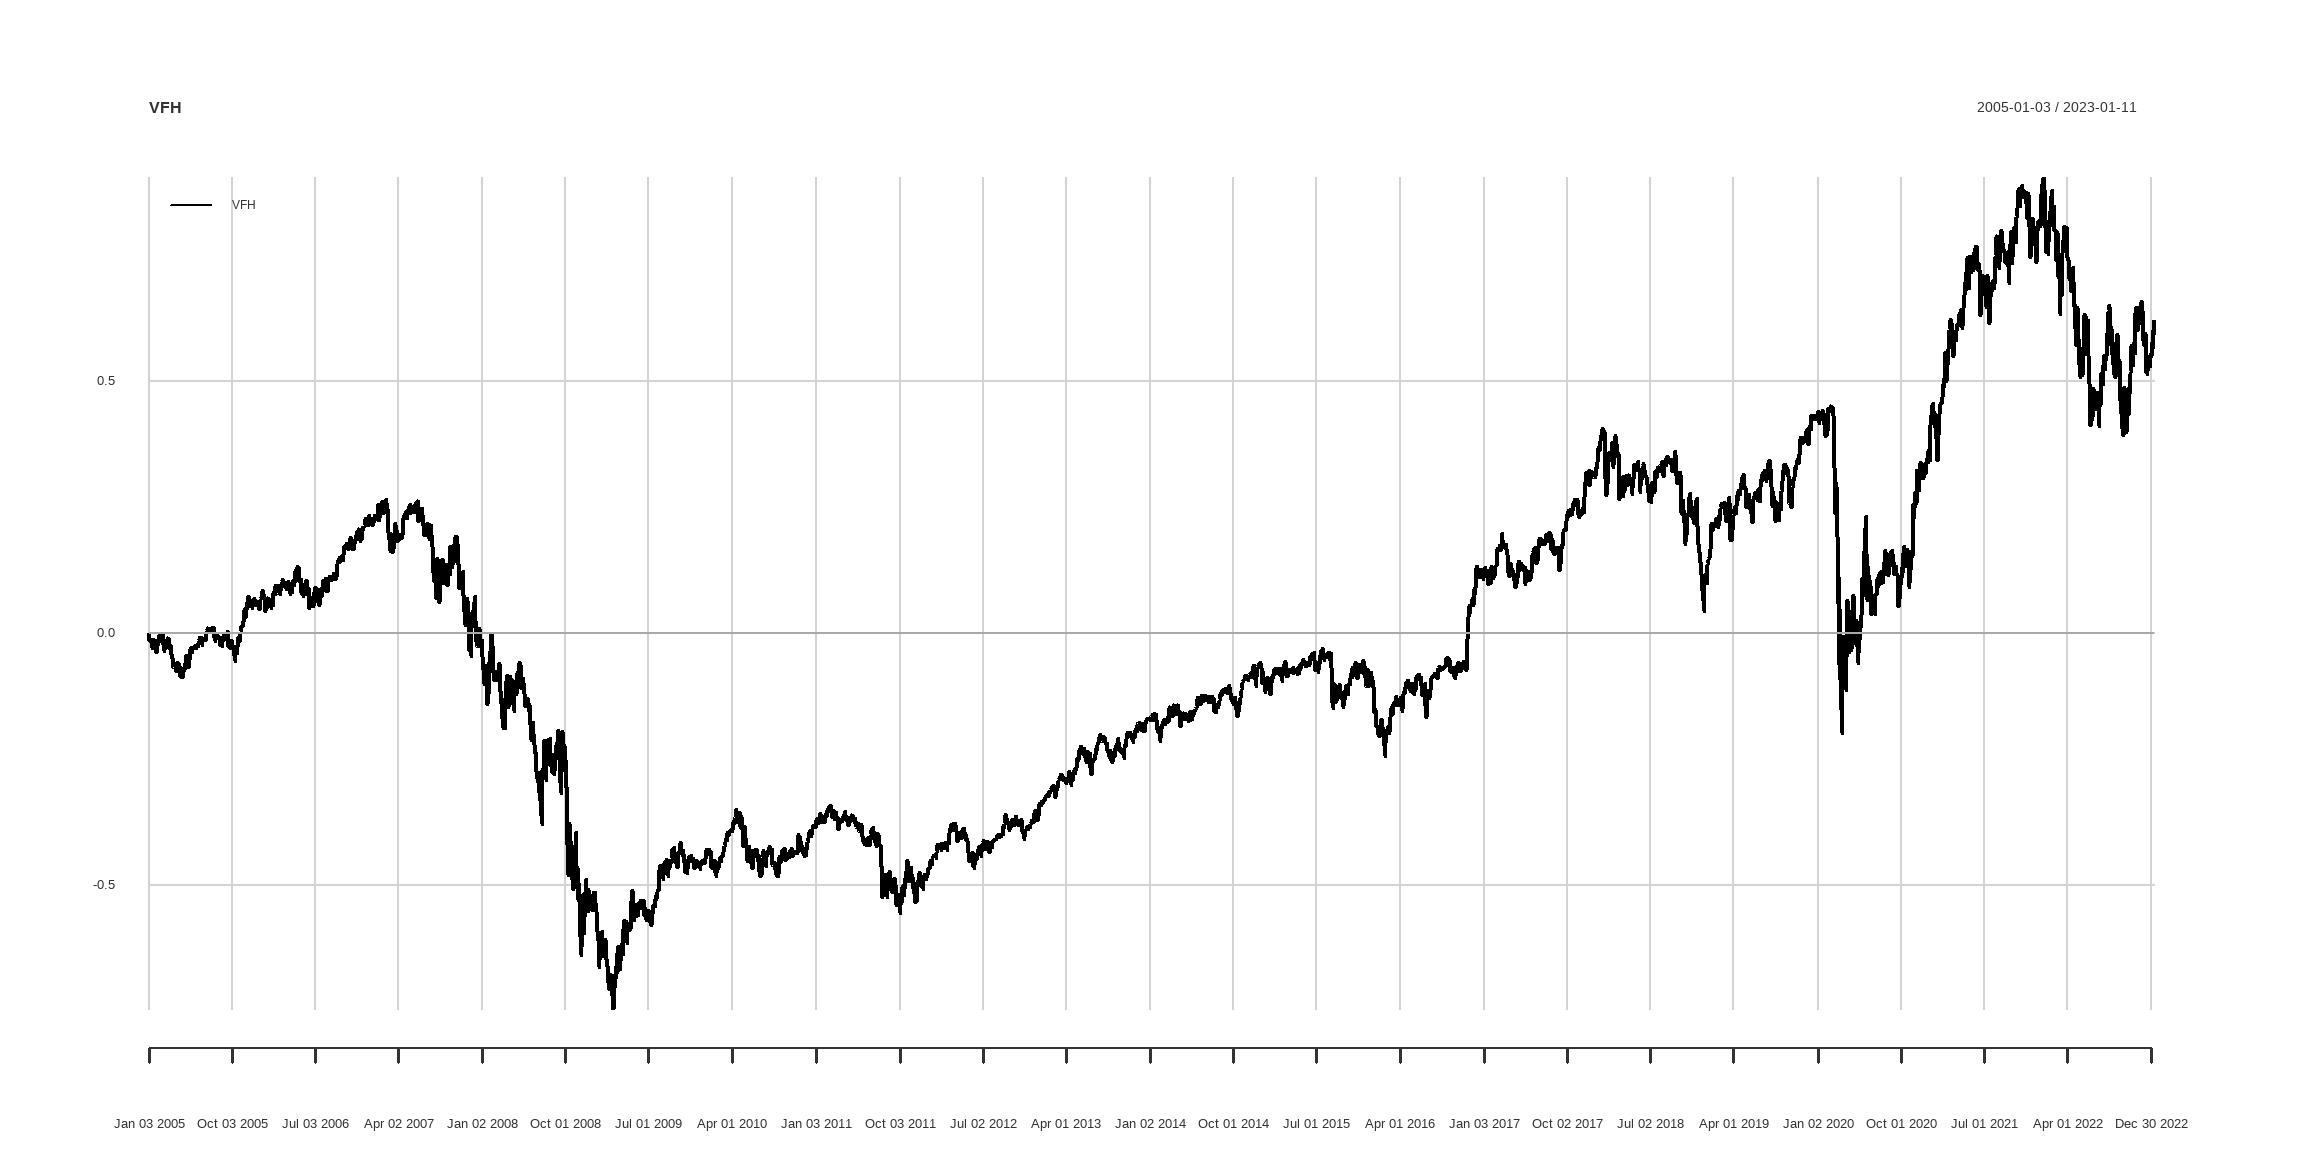 VFH 2005-01-03 / 2023-01-11
VFH
0.5
0.0
-0.5
Jan 03 2005 Oct 03 2005 Jul 03 2006 Apr 02 2007 Jan 02 2008 Oct 01 2008 Jul 01 2009 Apr 01 2010 Jan 03 2011 Oct 03 2011 Jul 02 2012 Apr 01 2013 Jan 02 2014 Oct 01 2014 Jul 01 2015 Apr 01 2016 Jan 03 2017 Oct 02 2017 Jul 02 2018 Apr 01 2019 Jan 02 2020 Oct 01 2020 Jul 01 2021 Apr 01 2022 Dec 30 2022